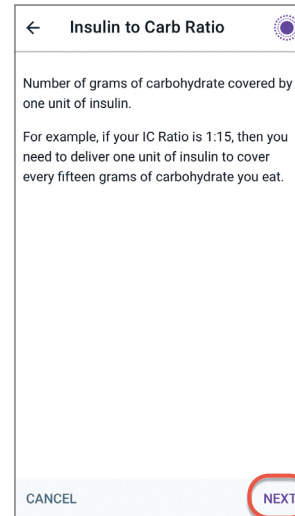 Insulin to Carb Ratio
Number of grams of carbohydrate covered by
one unit of insulin.
For example, if your IC Ratio is 1:15, then you
need to deliver one unit of insulin to cover
every fifteen grams of carbohydrate you eat.
CANCEL
NEXT